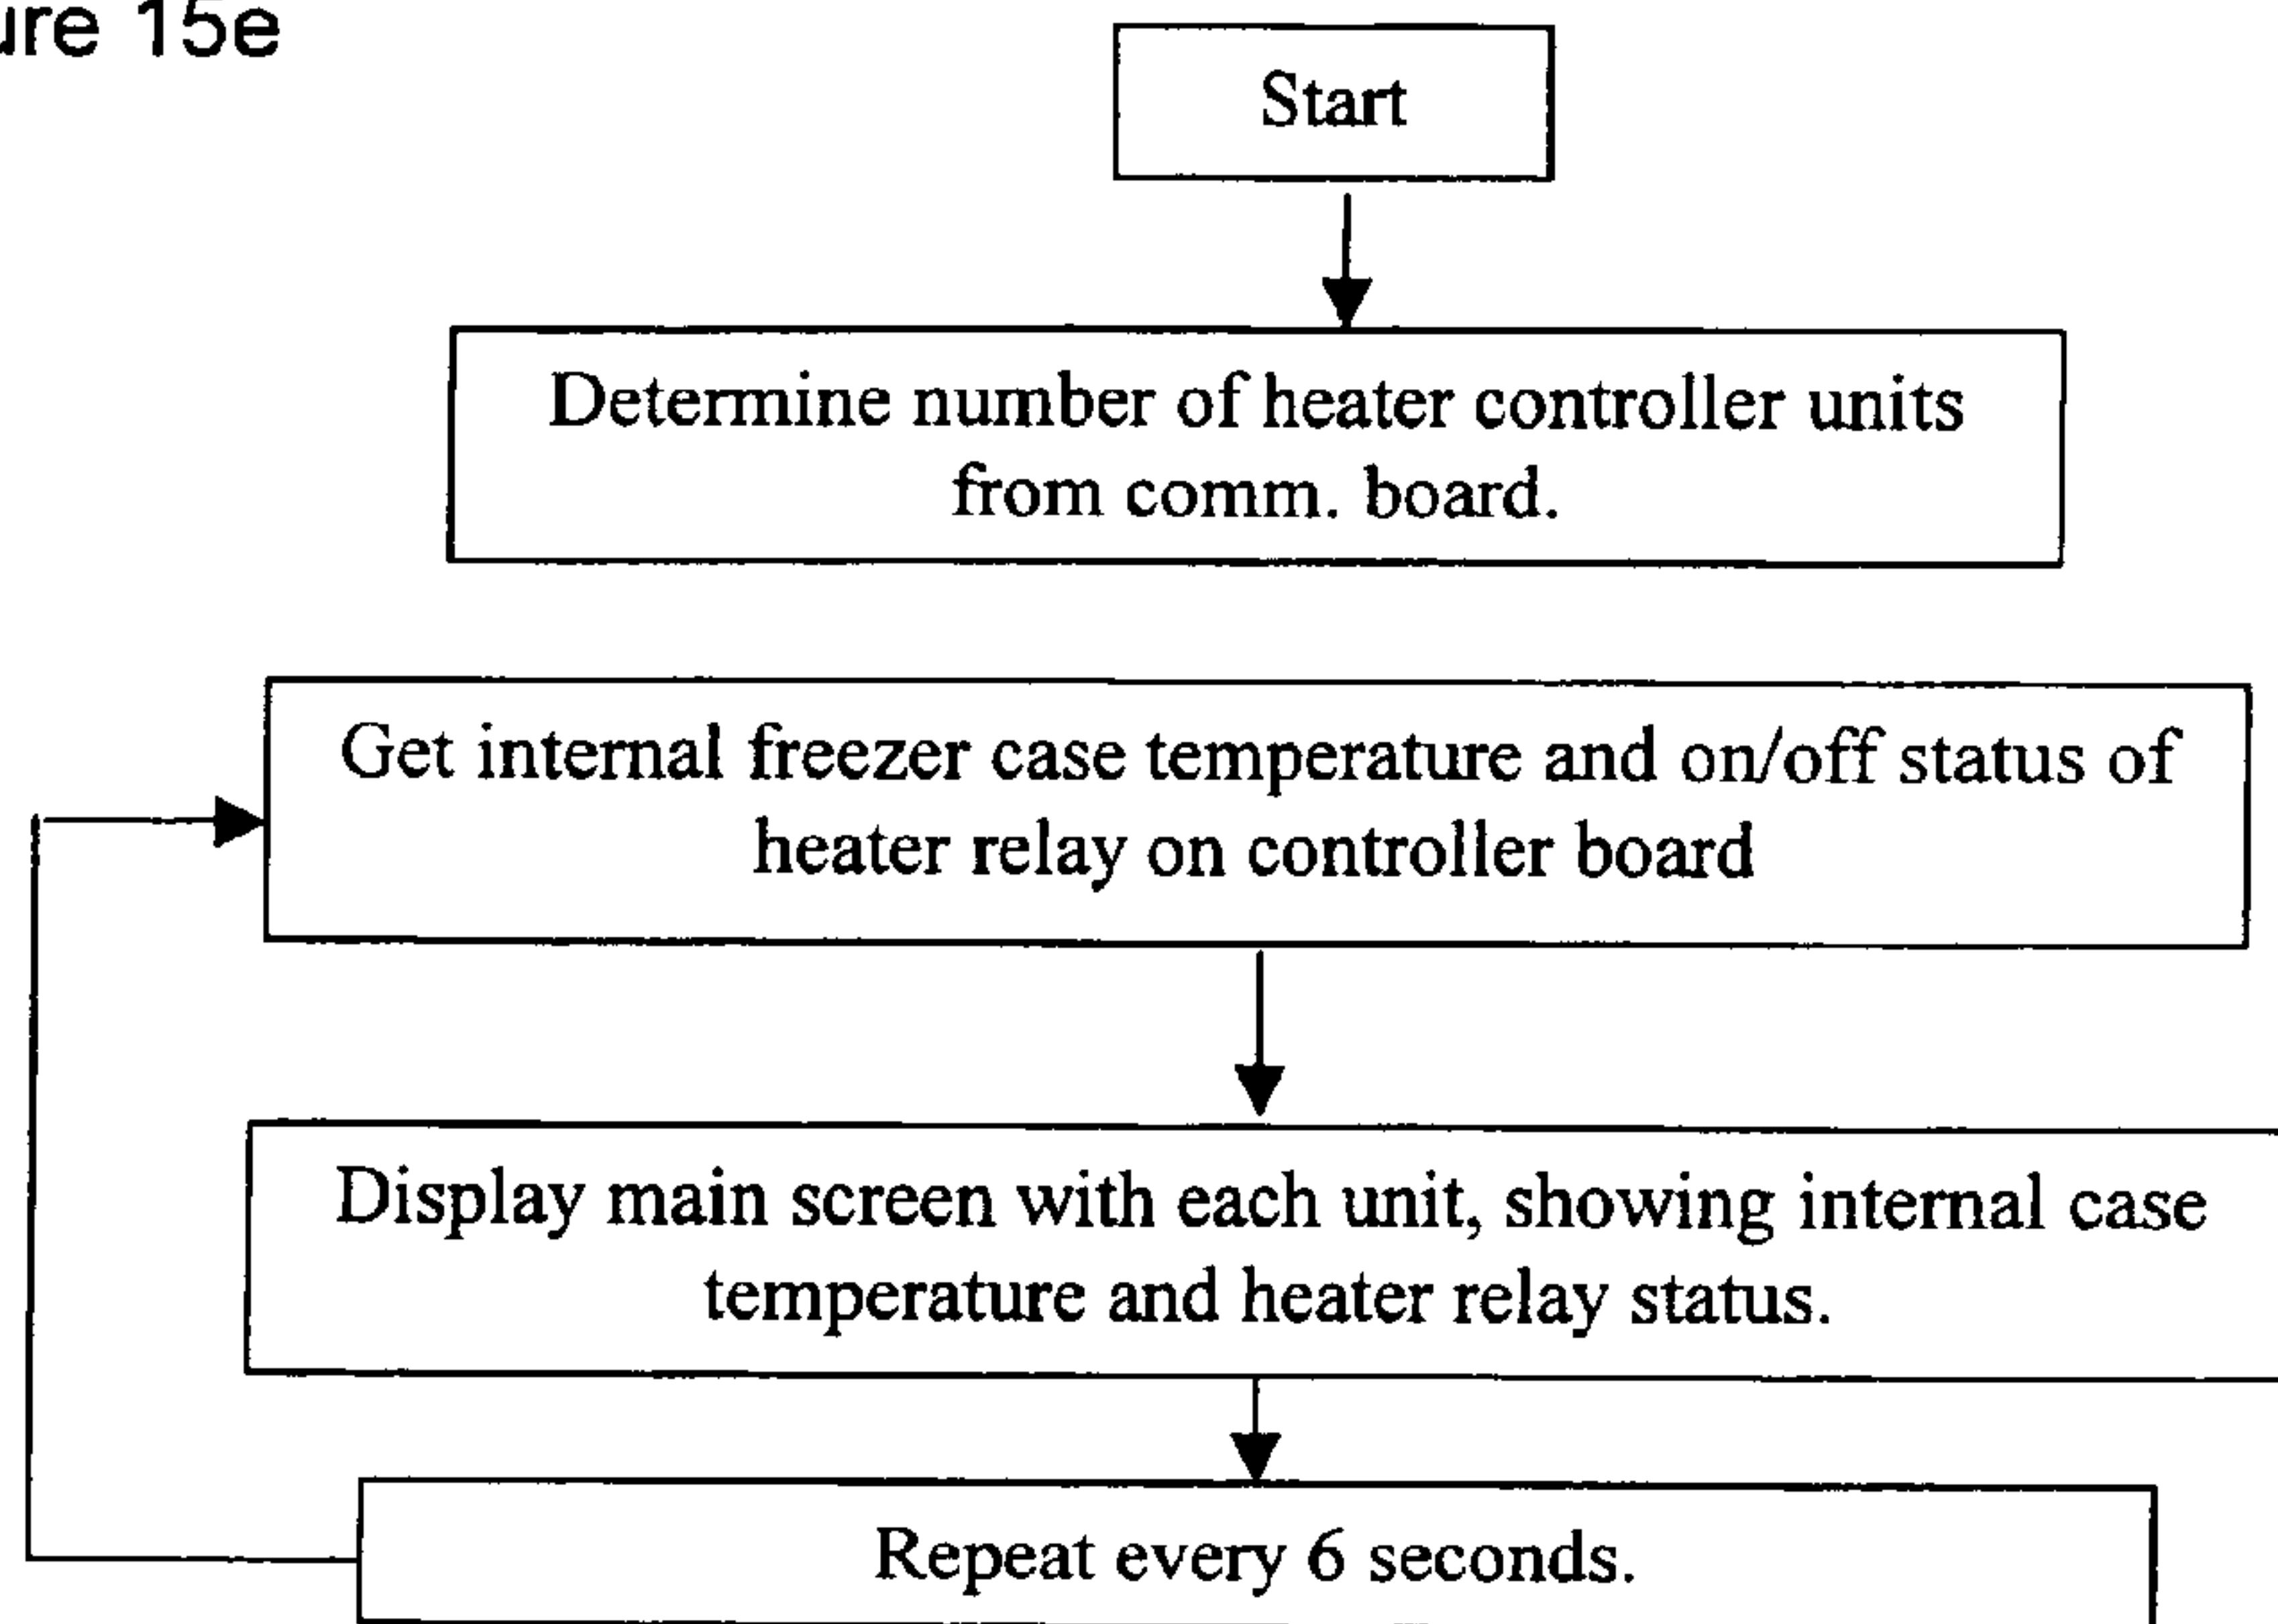 15e
Start
Determine number of heater controller units
from comm. board.
Get internal freezer case temperature and on/off status of
heater relay on controller board
Display main screen with each unit, showing internal case
temperature and heater relay status.
Repeat every 6 seconds.